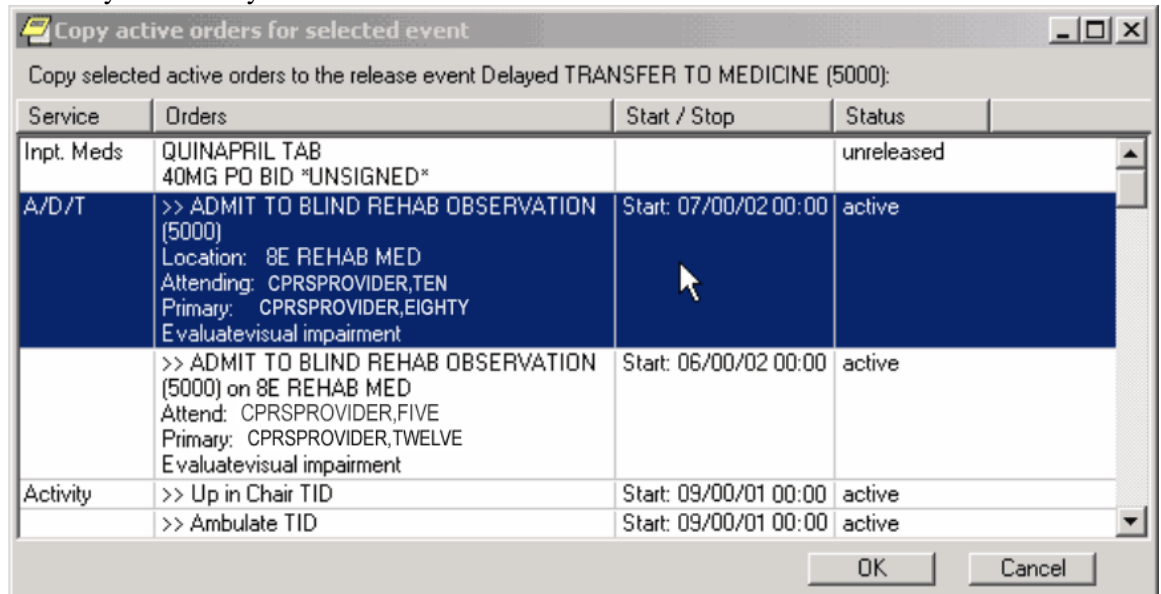 Copy active orders for selected event
Copy selected active orders to the release event Delayed TRANSFER TO MEDICINE (5000):
Service Orders Start / Stop Status
Inpt. Meds QUINAPRIL TAB unreleased
40MG PO BID *UNSIGNED*
A/D/T >> ADMIT TO BLIND REHAB OBSERVATION Start: 07/00/02 00:00 active
(5000)
Location: 8E REHAB MED
Attending: CPRSPROVIDER,TEN
Primary: CPRSPROVIDER,EIGHTY
Evaluatevisual impairment
>> ADMIT TO BLIND REHAB OBSERVATION Start: 06/00/02 00:00 active
(5000) on 8E REHAB MED
Attend: CPRSPROVIDER,FIVE
Primary: CPRSPROVIDER,TWELVE
Evaluatevisual impairment
Activity >> Up in Chair TID Start: 09/00/01 00:00 active
>> Ambulate TID Start: 09/00/01 00:00 active
OK Cancel